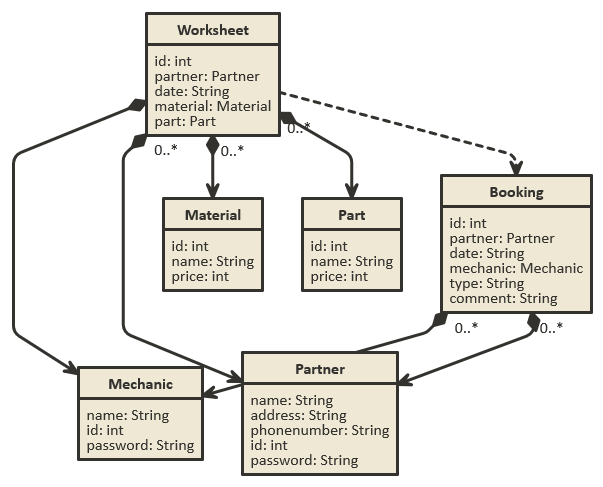 Worksheet
id: int
partner: Partner
date: String
material: Material
part: Part
0..*
0..*
0..*
Material
id: int
name: String
price: int
Part
id: int
name: String
price: int
Booking
id: int
partner: Partner
date: String
mechanic: Mechanic
type: String
comment: String
0..*
0..*
Mechanic
name: String
id: int
password: String
Partner
name: String
address: String
phonenumber: String
id: int
password: String